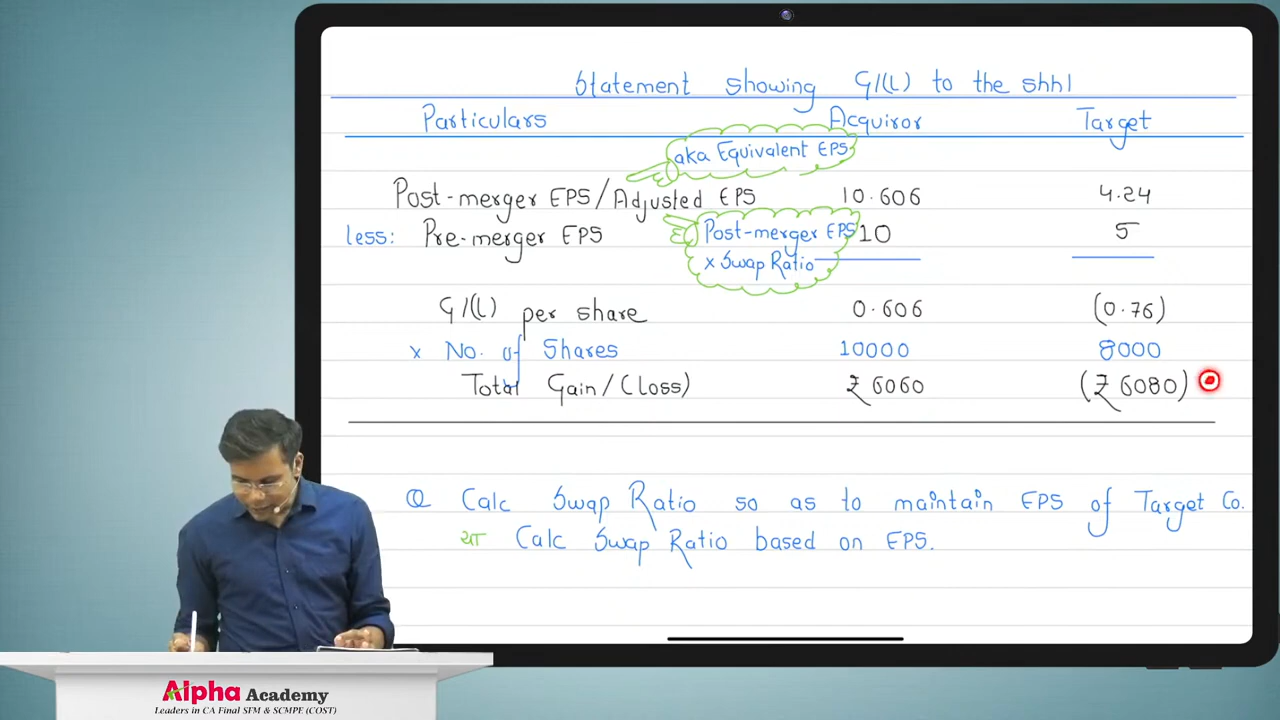 Statement showing G/(L) to the shhl
Particulars Acquiror Target
aka Equivalent EPS
Post-merger EPS/Adjusted EPS 10.606 4.24
less: Pre-merger EPS 10 5
Post-merger EPS
x Swap Ratio
G/(L) per share 0.606 (0.76)
x No. of Shares 10000 8000
Total Gain/(Loss) ₹6060 (₹6080)
Q Calc Swap Ratio so as to maintain EPS of Target Co.
या Calc Swap Ratio based on EPS.
Alpha Academy
Leaders in CA Final SFM & SCMPE (COST)